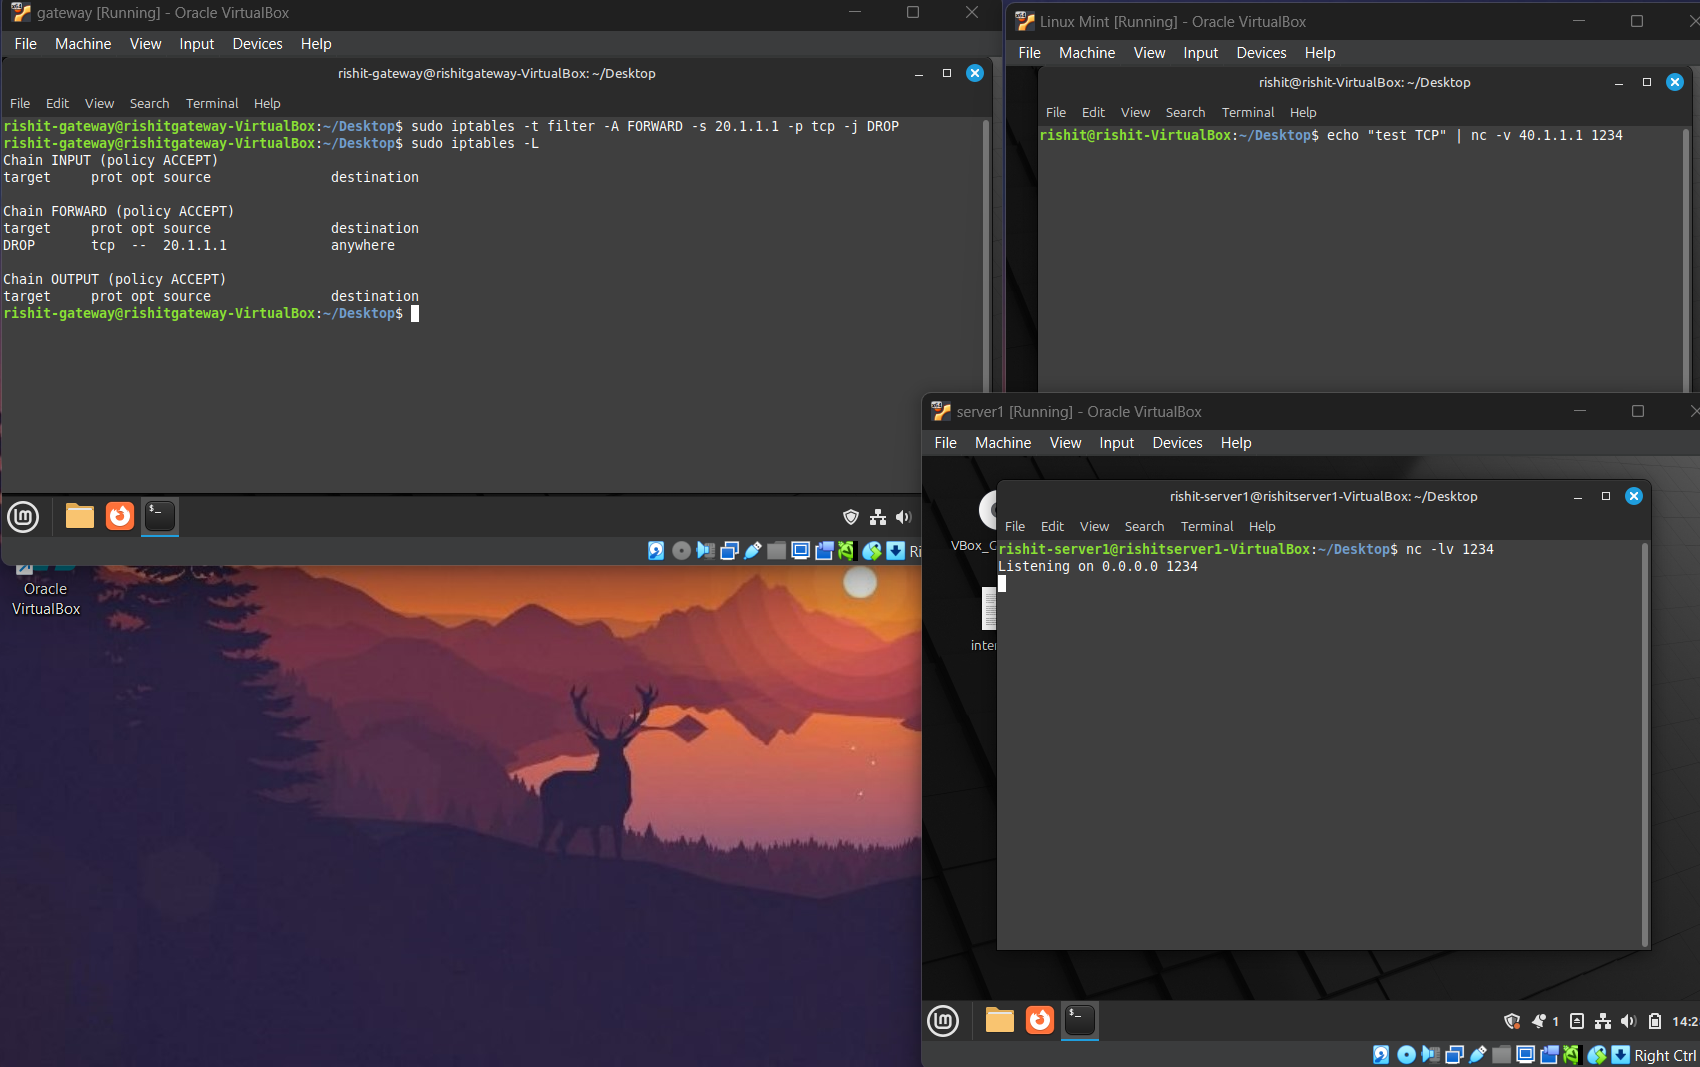 gateway [Running] - Oracle VirtualBox
File Machine View Input Devices Help
rishit-gateway@rishitgateway-VirtualBox: ~/Desktop
File Edit View Search Terminal Help
rishit-gateway@rishitgateway-VirtualBox:~/Desktop$ sudo iptables -t filter -A FORWARD -s 20.1.1.1 -p tcp -j DROP
rishit-gateway@rishitgateway-VirtualBox:~/Desktop$ sudo iptables -L
Chain INPUT (policy ACCEPT)
target     prot opt source               destination

Chain FORWARD (policy ACCEPT)
target     prot opt source               destination
DROP       tcp  --  20.1.1.1             anywhere

Chain OUTPUT (policy ACCEPT)
target     prot opt source               destination
rishit-gateway@rishitgateway-VirtualBox:~/Desktop$
Ri
Oracle
VirtualBox
Linux Mint [Running] - Oracle VirtualBox
File Machine View Input Devices Help
rishit@rishit-VirtualBox: ~/Desktop
File Edit View Search Terminal Help
rishit@rishit-VirtualBox:~/Desktop$ echo "test TCP" | nc -v 40.1.1.1 1234
server1 [Running] - Oracle VirtualBox
File Machine View Input Devices Help
VBox_
inter
rishit-server1@rishitserver1-VirtualBox: ~/Desktop
File Edit View Search Terminal Help
rishit-server1@rishitserver1-VirtualBox:~/Desktop$ nc -lv 1234
Listening on 0.0.0.0 1234
1
14:2
Right Ctrl